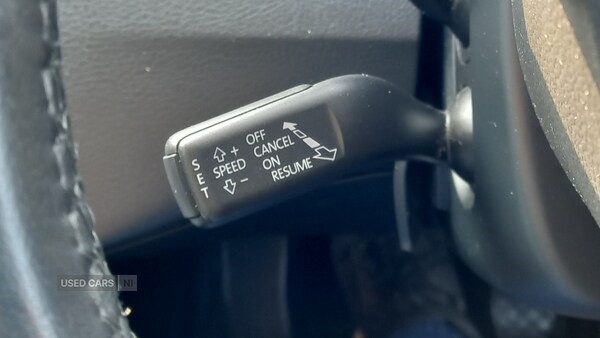 SET
+
SPEED
−
OFF
CANCEL
ON
RESUME
USED CARS NI